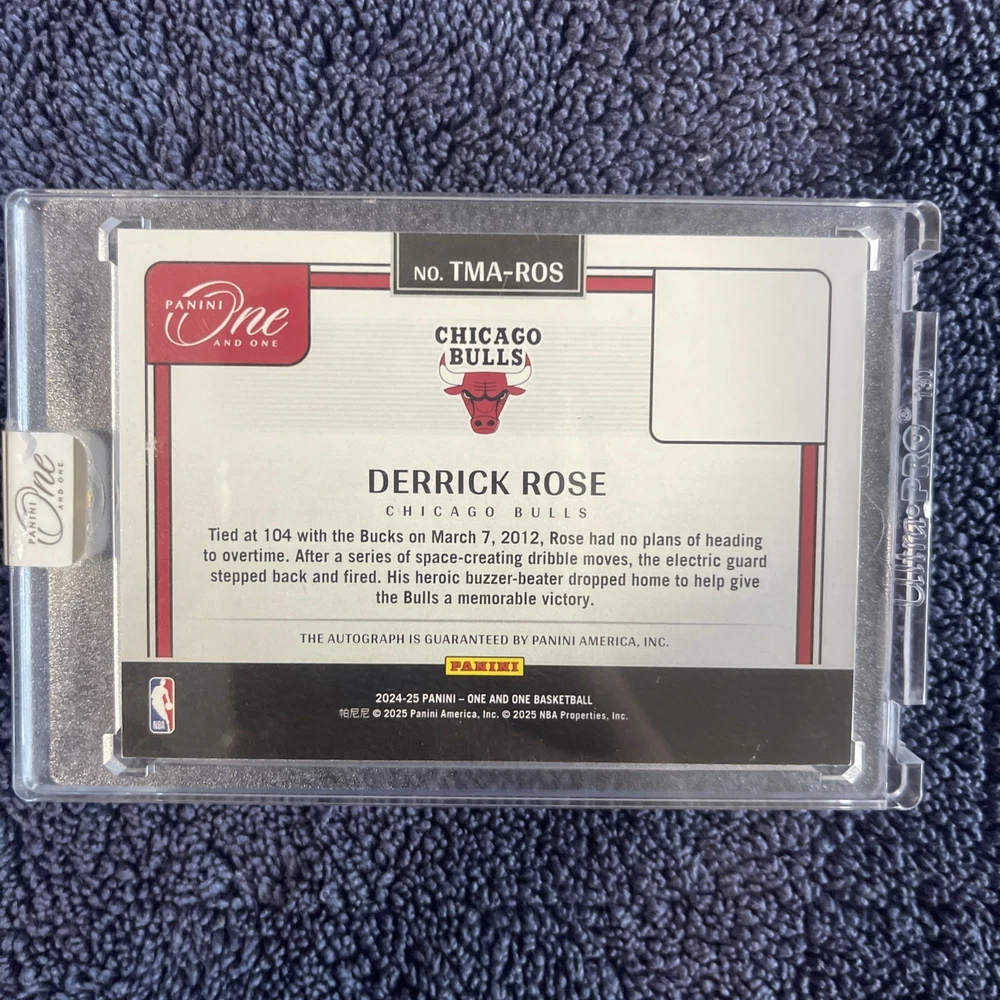 NO. TMA-ROS
PANINI
One
AND ONE
CHICAGO
BULLS
DERRICK ROSE
CHICAGO BULLS
Tied at 104 with the Bucks on March 7, 2012, Rose had no plans of heading
to overtime. After a series of space-creating dribble moves, the electric guard
stepped back and fired. His heroic buzzer-beater dropped home to help give
the Bulls a memorable victory.
THE AUTOGRAPH IS GUARANTEED BY PANINI AMERICA, INC.
PANINI
2024-25 PANINI – ONE AND ONE BASKETBALL
帕尼尼 © 2025 Panini America, Inc. © 2025 NBA Properties, Inc.
NBA
PANINI
One
AND ONE
Ultra•PRO® 130